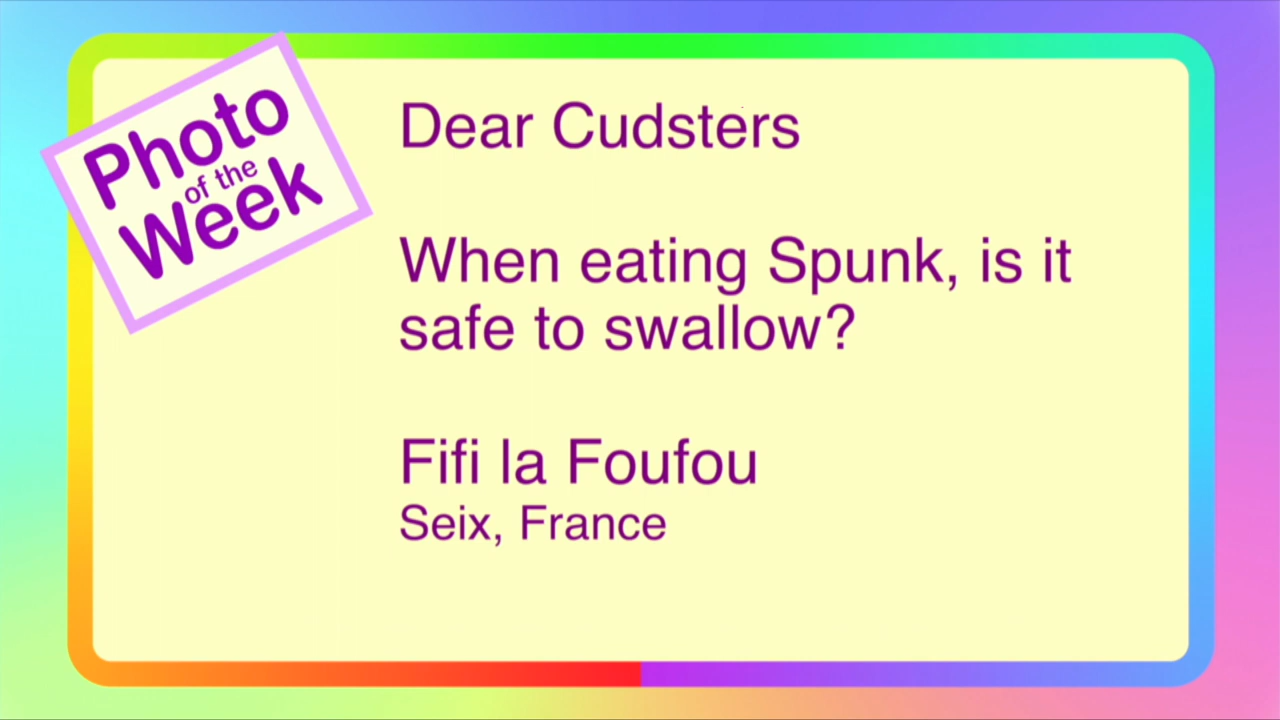 Photo
of the
Week
Dear Cudsters
When eating Spunk, is it
safe to swallow?
Fifi la Foufou
Seix, France